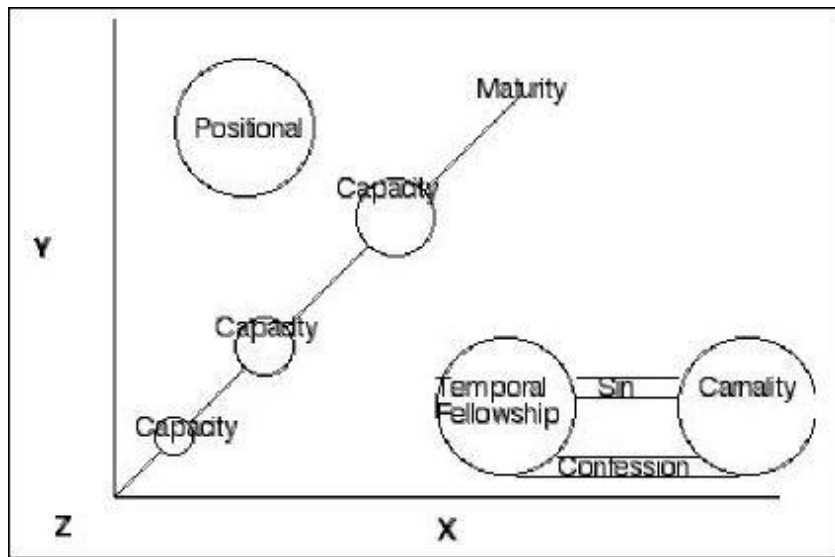 Maturity
Positional
Capacity
Y
Capacity
Temporal
Fellowship
Sin
Carnality
Capacity
Confession
Z
X